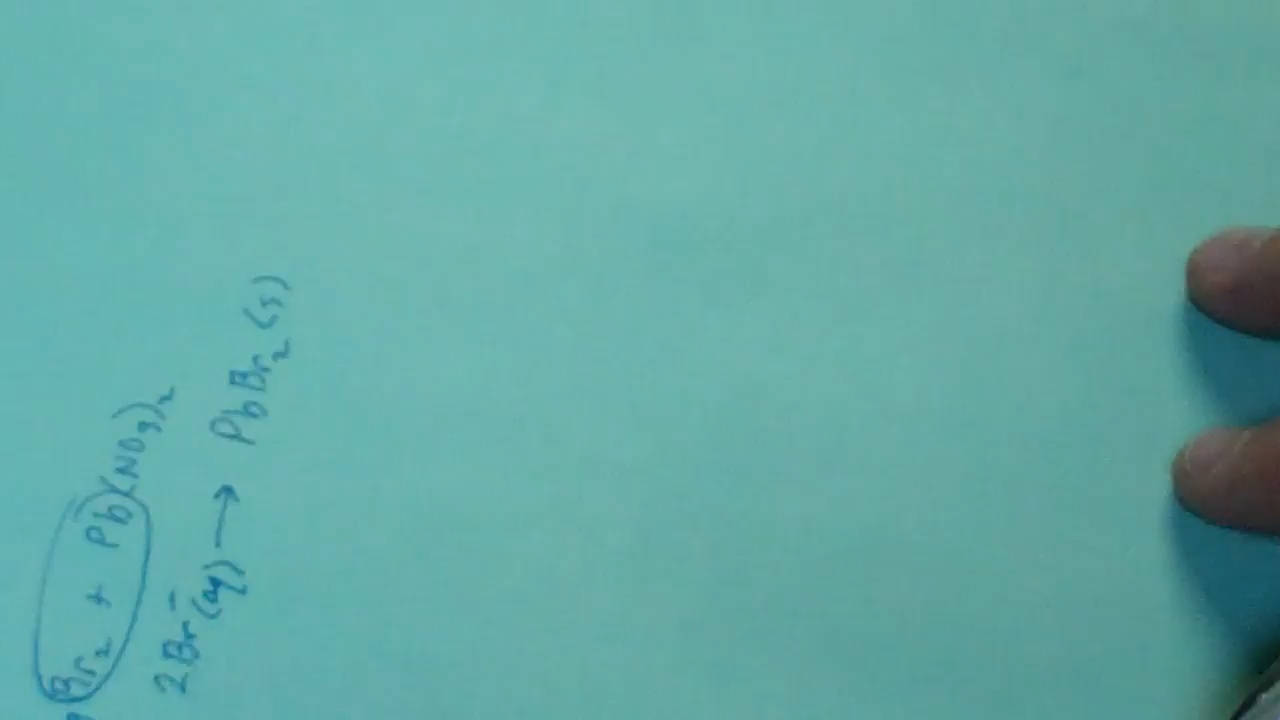 Br₂ + Pb(NO₃)₂
2Br⁻(aq) → PbBr₂(s)